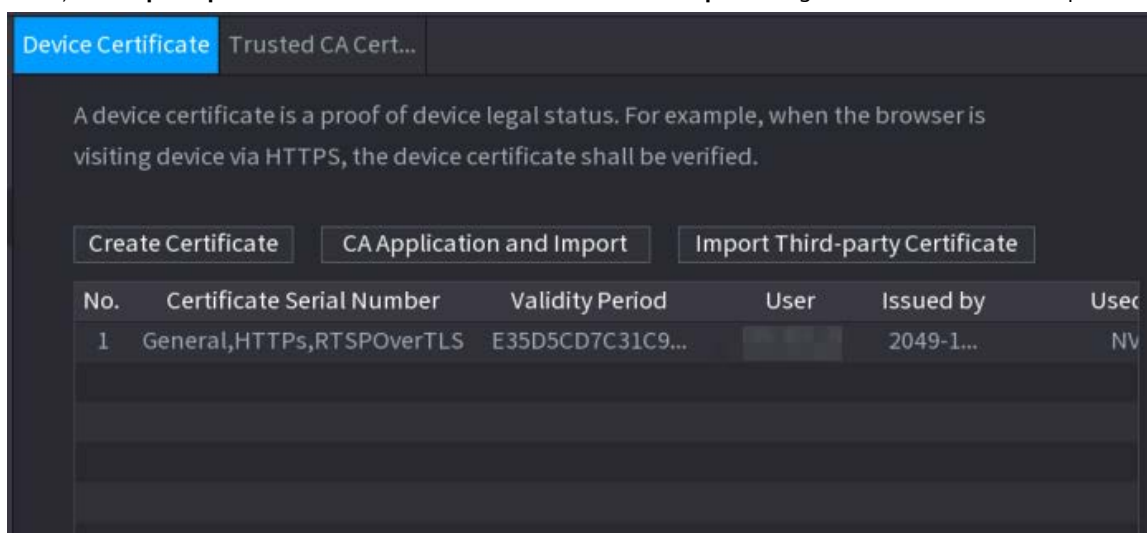 Device Certificate Trusted CA Cert...
A device certificate is a proof of device legal status. For example, when the browser is
visiting device via HTTPS, the device certificate shall be verified.
Create Certificate CA Application and Import Import Third-party Certificate
No. Certificate Serial Number Validity Period User Issued by
1 General,HTTPs,RTSPOverTLS E35D5CD7C31C9... 2049-1... NV